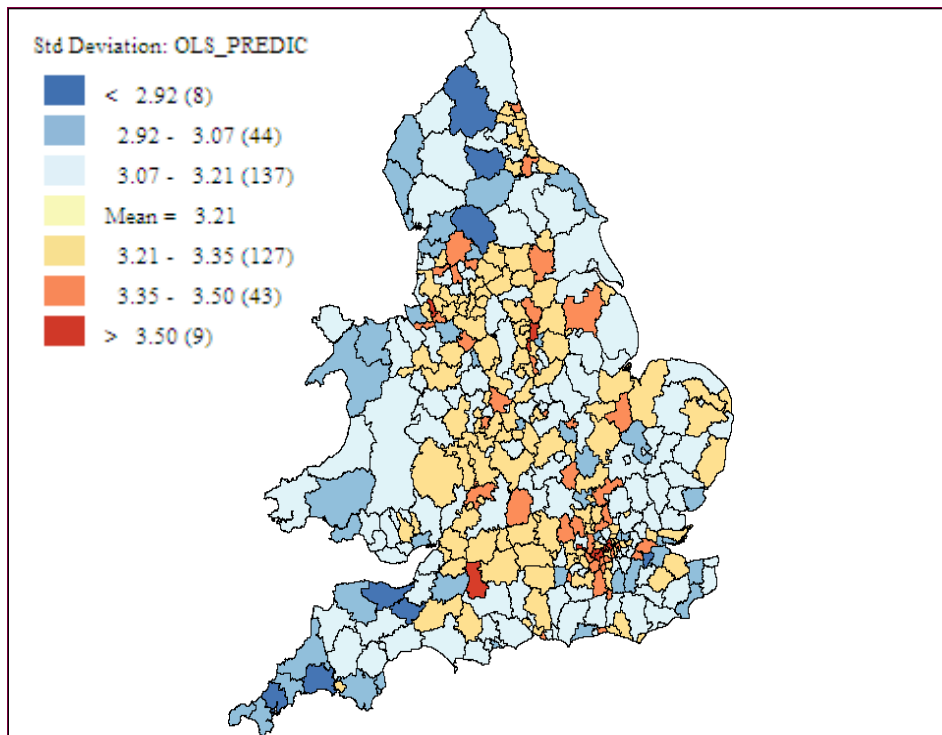 Std Deviation: OLS_PREDIC
< 2.92 (8)
2.92 - 3.07 (44)
3.07 - 3.21 (137)
Mean = 3.21
3.21 - 3.35 (127)
3.35 - 3.50 (43)
> 3.50 (9)